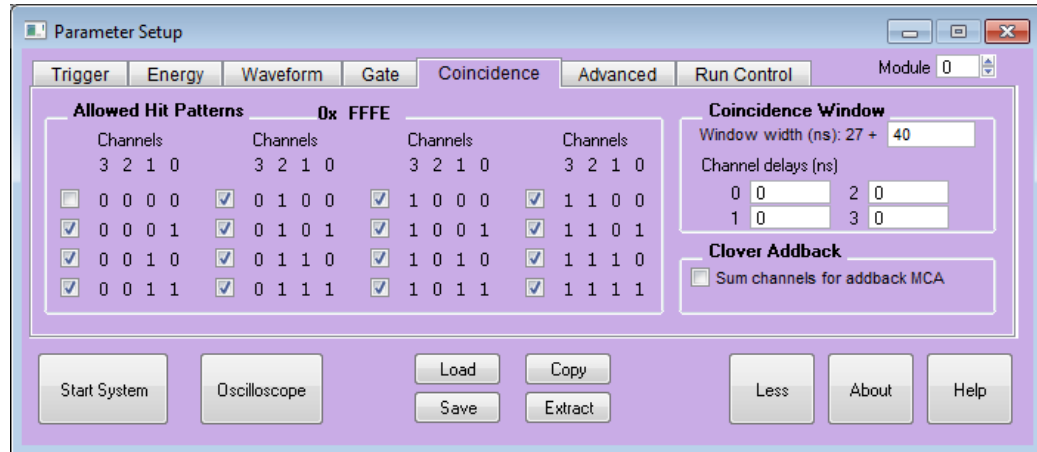 Parameter Setup
Trigger Energy Waveform Gate Coincidence Advanced Run Control Module 0
Allowed Hit Patterns 0x FFFE
Channels Channels Channels Channels
3 2 1 0 3 2 1 0 3 2 1 0 3 2 1 0
0 0 0 0 0 1 0 0 1 0 0 0 1 1 0 0
0 0 0 1 0 1 0 1 1 0 0 1 1 1 0 1
0 0 1 0 0 1 1 0 1 0 1 0 1 1 1 0
0 0 1 1 0 1 1 1 1 0 1 1 1 1 1 1
Coincidence Window
Window width (ns): 27 + 40
Channel delays (ns)
0 0 2 0
1 0 3 0
Clover Addback
Sum channels for addback MCA
Start System Oscilloscope Load Copy Less About Help
Save Extract